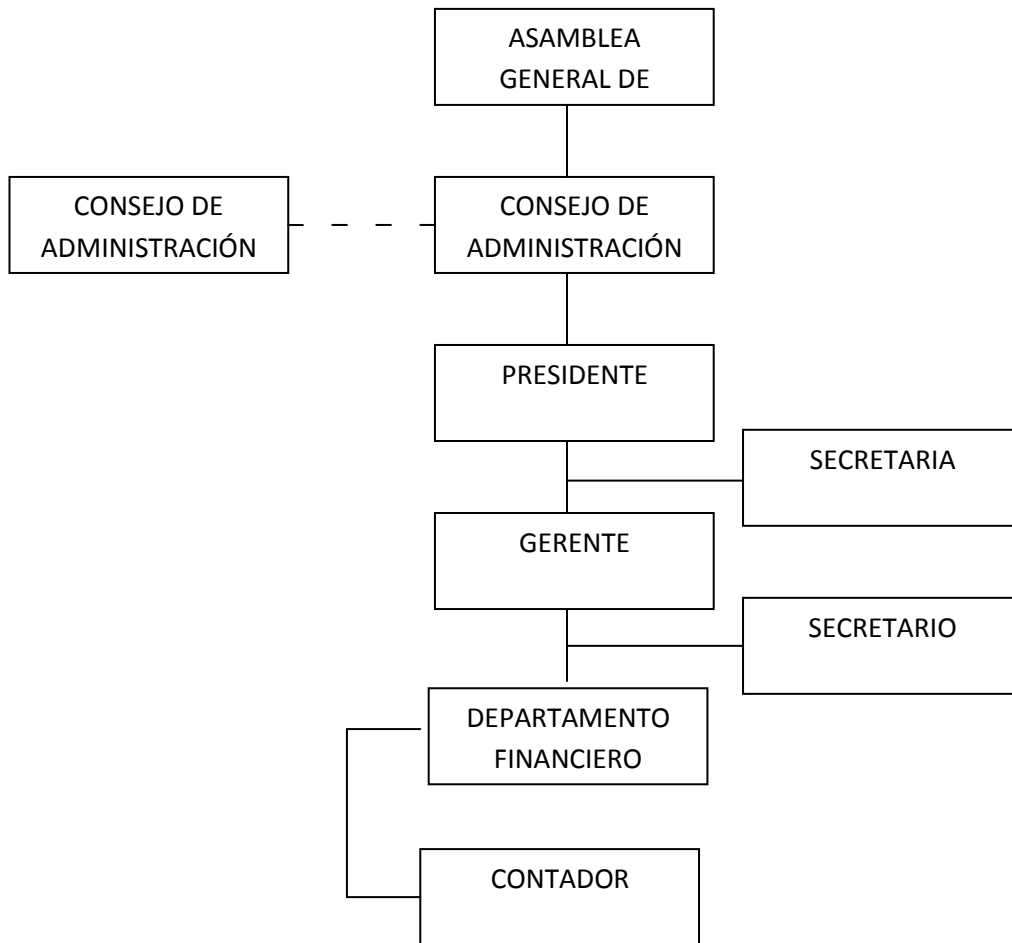 ASAMBLEA
GENERAL DE
CONSEJO DE
ADMINISTRACIÓN
CONSEJO DE
ADMINISTRACIÓN
PRESIDENTE
SECRETARIA
GERENTE
SECRETARIO
DEPARTAMENTO
FINANCIERO
CONTADOR